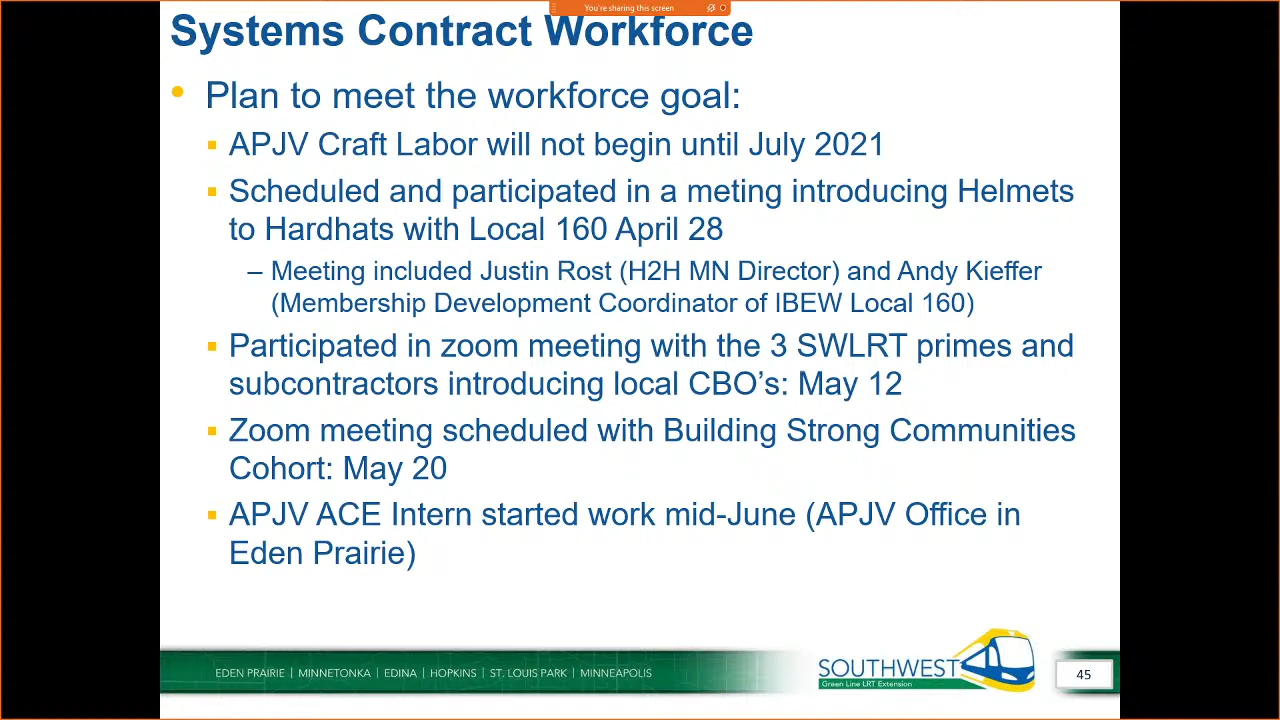 You're sharing this screen
Systems Contract Workforce
• Plan to meet the workforce goal:
▪ APJV Craft Labor will not begin until July 2021
▪ Scheduled and participated in a meting introducing Helmets
to Hardhats with Local 160 April 28
– Meeting included Justin Rost (H2H MN Director) and Andy Kieffer
(Membership Development Coordinator of IBEW Local 160)
▪ Participated in zoom meeting with the 3 SWLRT primes and
subcontractors introducing local CBO’s: May 12
▪ Zoom meeting scheduled with Building Strong Communities
Cohort: May 20
▪ APJV ACE Intern started work mid-June (APJV Office in
Eden Prairie)
EDEN PRAIRIE | MINNETONKA | EDINA | HOPKINS | ST. LOUIS PARK | MINNEAPOLIS
SOUTHWEST
Green Line LRT Extension
45